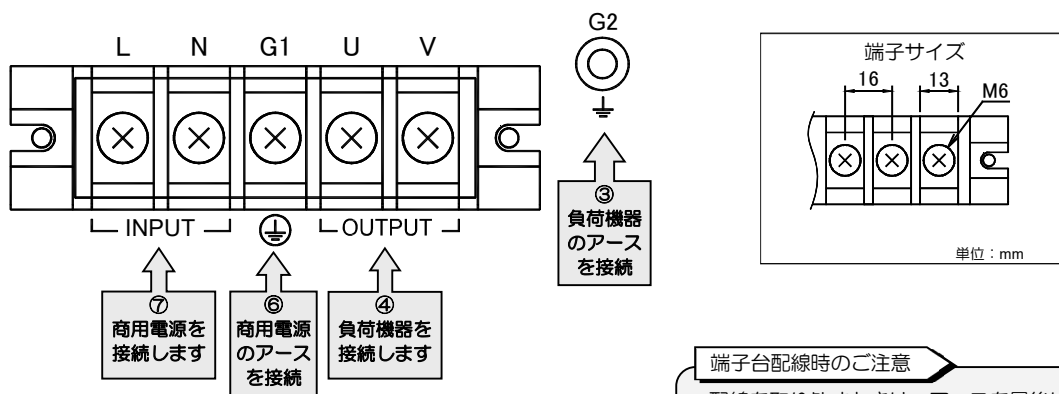 L N G1 U V
G2
INPUT
OUTPUT
③
負荷機器
のアース
を接続
⑦
商用電源を
接続します
⑥
商用電源
のアース
を接続
④
負荷機器を
接続します
端子サイズ
16
13
M6
単位：mm
端子台配線時のご注意